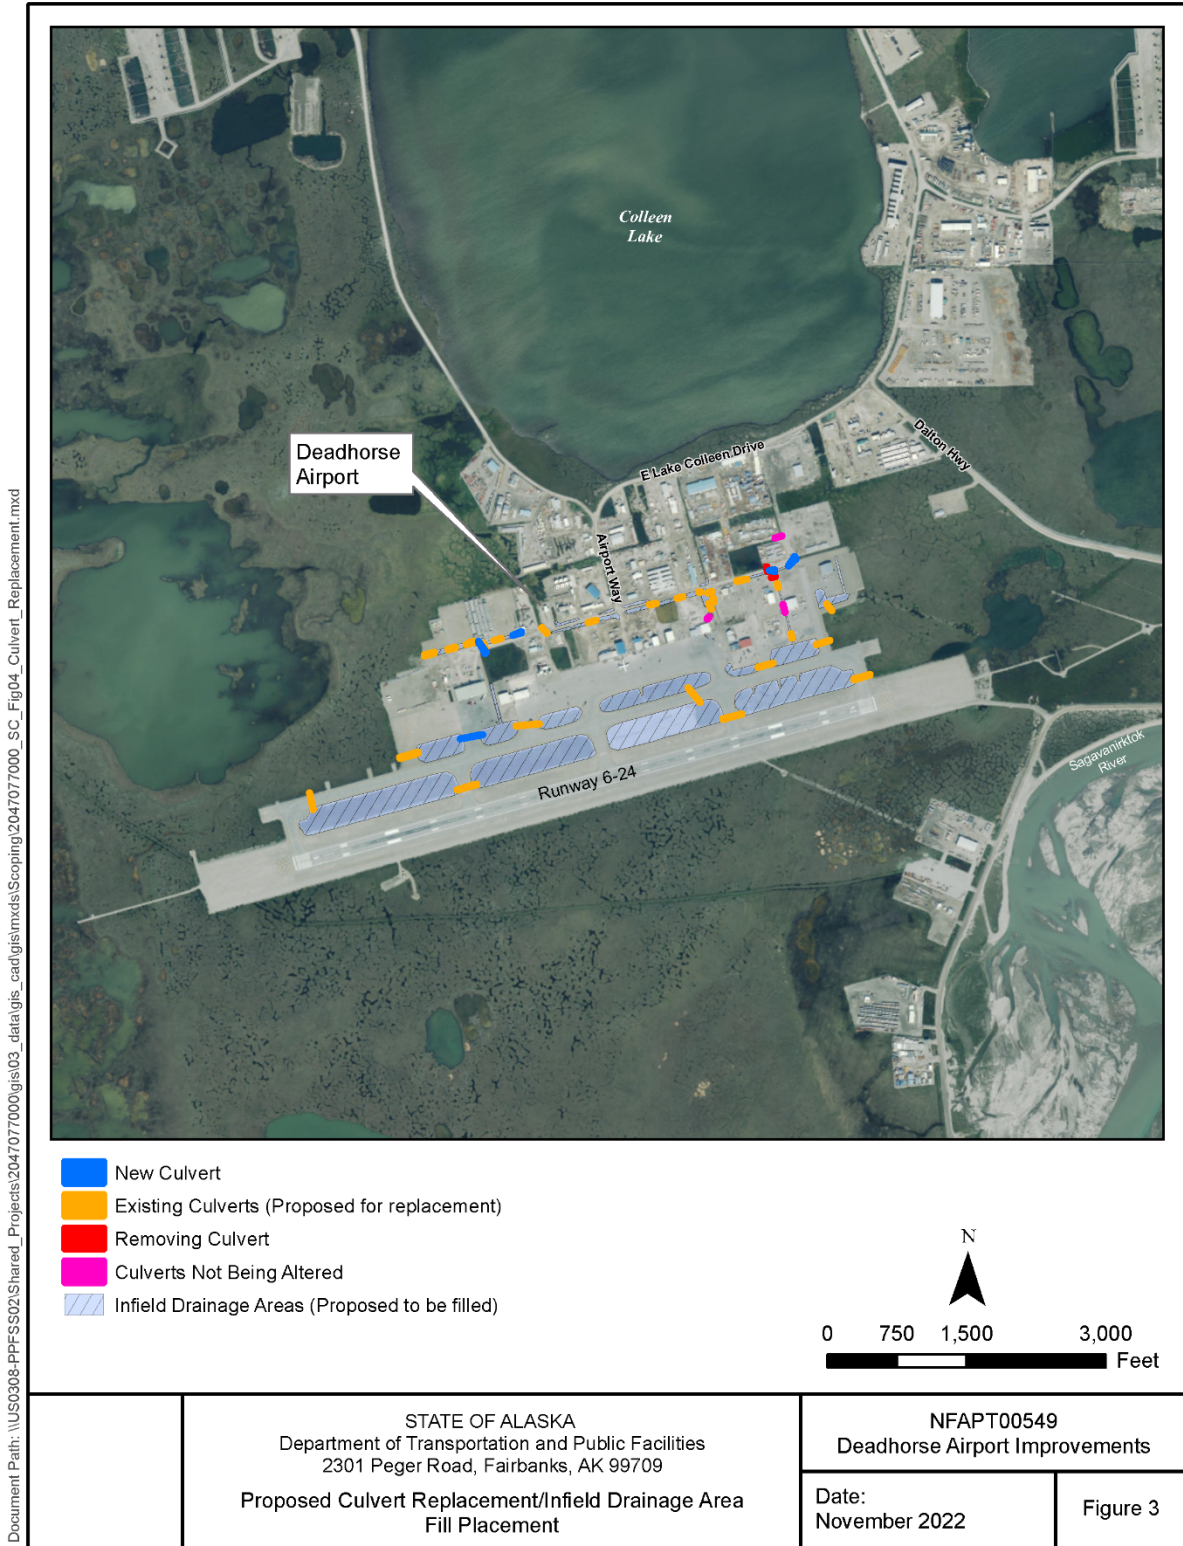 Colleen
Lake
Deadhorse
Airport
E Lake Colleen Drive
Dalton Hwy
Airport Way
Runway 6-24
Sagavanirktok
River
New Culvert
Existing Culverts (Proposed for replacement)
Removing Culvert
Culverts Not Being Altered
Infield Drainage Areas (Proposed to be filled)
N
0 750 1,500 3,000
Feet
STATE OF ALASKA
Department of Transportation and Public Facilities
2301 Peger Road, Fairbanks, AK 99709
Proposed Culvert Replacement/Infield Drainage Area
Fill Placement
NFAPT00549
Deadhorse Airport Improvements
Date:
November 2022
Figure 3
Document Path: \\US0308-PPFSS02\Shared_Projects\2047077000\gis\03_data\gis_cad\gis\mxds\Scoping\2047077000_SC_Fig04_Culvert_Replacement.mxd